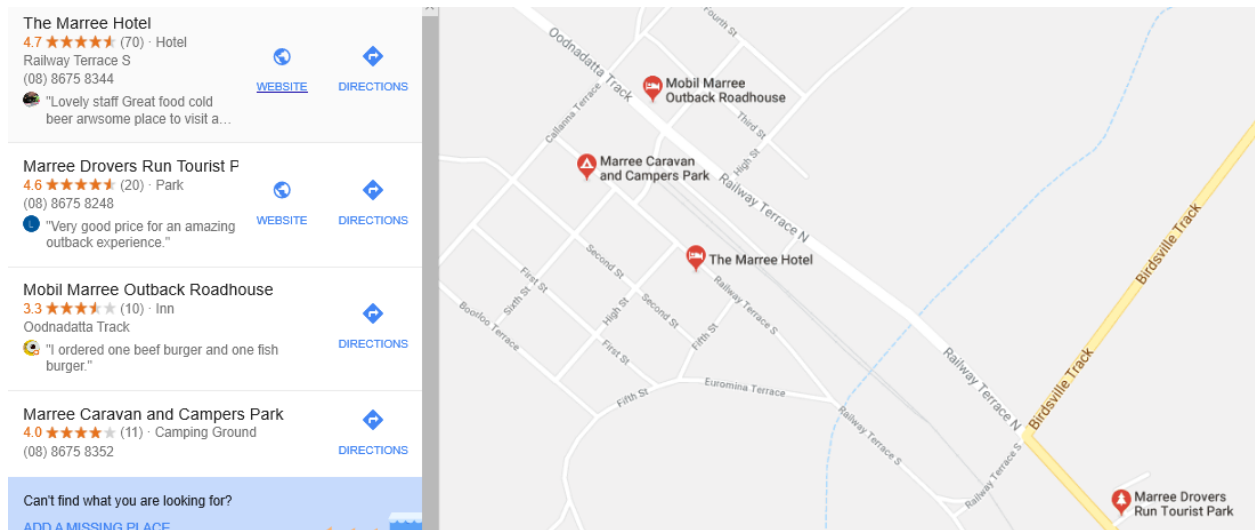 The Marree Hotel
4.7 (70) · Hotel
Railway Terrace S
(08) 8675 8344
WEBSITE
DIRECTIONS
"Lovely staff Great food cold
beer arwsome place to visit a...
Marree Drovers Run Tourist P
4.6 (20) · Park
(08) 8675 8248
WEBSITE
DIRECTIONS
"Very good price for an amazing
outback experience."
Mobil Marree Outback Roadhouse
3.3 (10) · Inn
Oodnadatta Track
DIRECTIONS
"I ordered one beef burger and one fish
burger."
Marree Caravan and Campers Park
4.0 (11) · Camping Ground
(08) 8675 8352
DIRECTIONS
Can't find what you are looking for?
ADD A MISSING PLACE
Fourth St
Oodnadatta Track
Mobil Marree
Outback Roadhouse
Callanna Terrace
Third St
High St
Marree Caravan
and Campers Park
Railway Terrace N
Birdsville Track
The Marree Hotel
Second St
First St
Sixth St
High St
Second St
Railway Terrace S
Boorloo Terrace
First St
Fifth St
Railway Terrace N
Birdsville Track
Euromina Terrace
Fifth St
Railway Terrace S
Railway Terrace S
Marree Drovers
Run Tourist Park